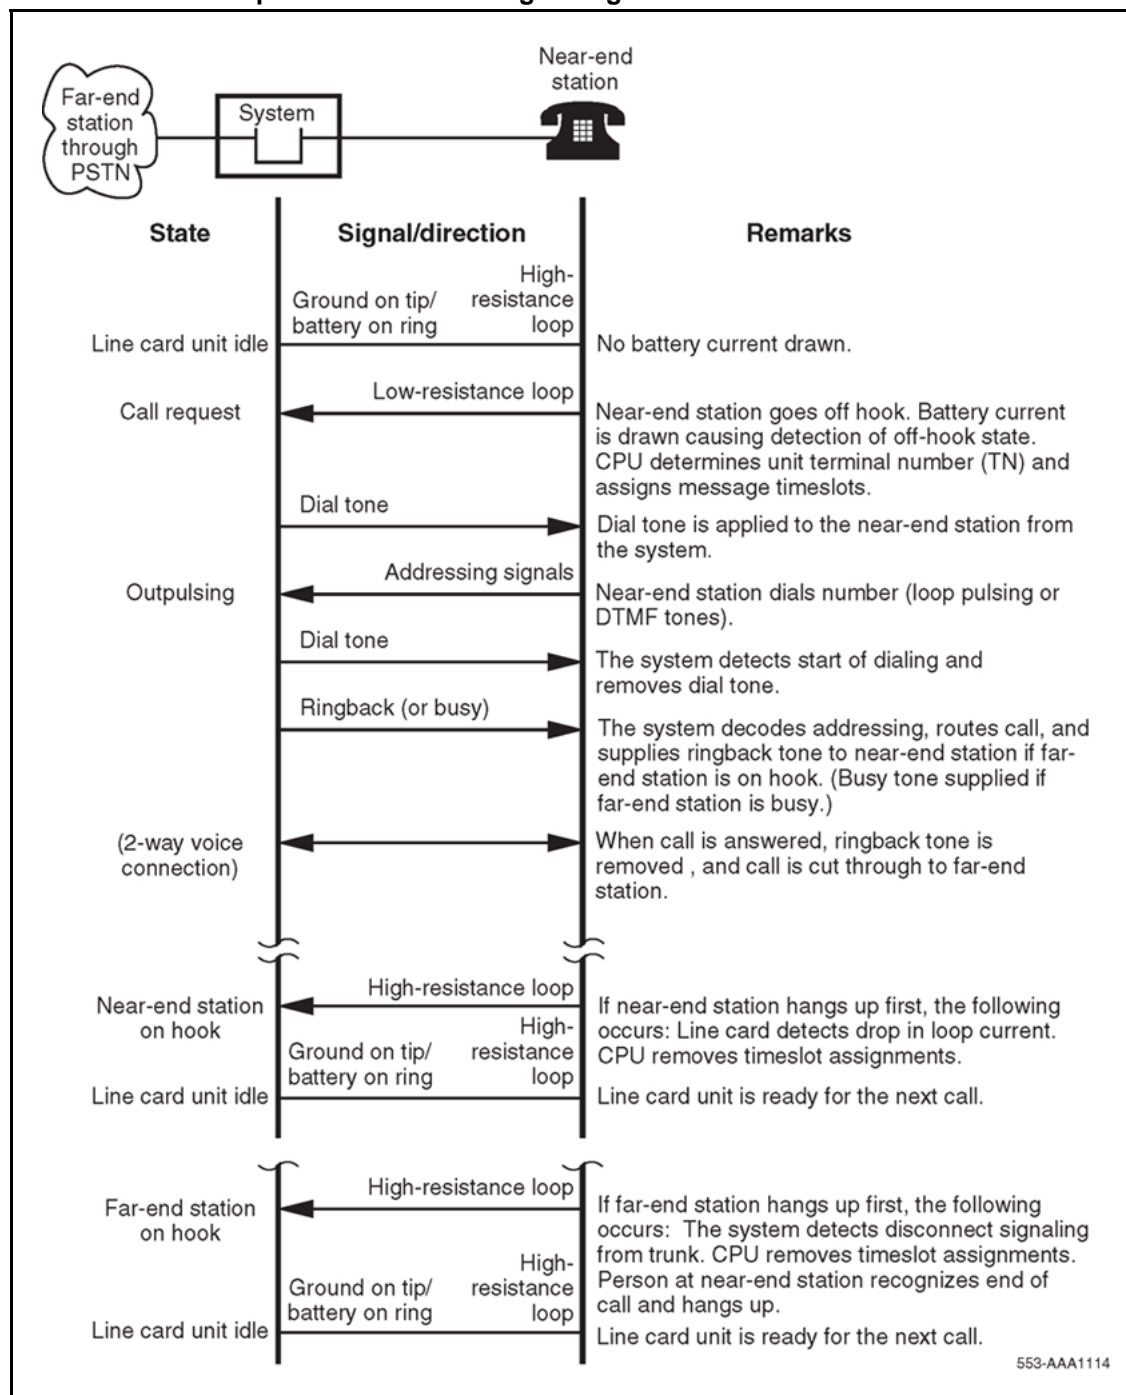 Near-end
station
Far-end
station
through
PSTN
System
State
Signal/direction
Remarks
High-
resistance
loop
Ground on tip/
battery on ring
Line card unit idle
No battery current drawn.
Low-resistance loop
Call request
Near-end station goes off hook. Battery current
is drawn causing detection of off-hook state.
CPU determines unit terminal number (TN) and
assigns message timeslots.
Dial tone
Dial tone is applied to the near-end station from
the system.
Addressing signals
Outpulsing
Near-end station dials number (loop pulsing or
DTMF tones).
Dial tone
The system detects start of dialing and
removes dial tone.
Ringback (or busy)
The system decodes addressing, routes call, and
supplies ringback tone to near-end station if far-
end station is on hook. (Busy tone supplied if
far-end station is busy.)
(2-way voice
connection)
When call is answered, ringback tone is
removed , and call is cut through to far-end
station.
High-resistance loop
Near-end station
on hook
If near-end station hangs up first, the following
occurs: Line card detects drop in loop current.
CPU removes timeslot assignments.
High-
resistance
loop
Ground on tip/
battery on ring
Line card unit idle
Line card unit is ready for the next call.
High-resistance loop
Far-end station
on hook
If far-end station hangs up first, the following
occurs: The system detects disconnect signaling
from trunk. CPU removes timeslot assignments.
Person at near-end station recognizes end of
call and hangs up.
High-
resistance
loop
Ground on tip/
battery on ring
Line card unit idle
Line card unit is ready for the next call.
553-AAA1114